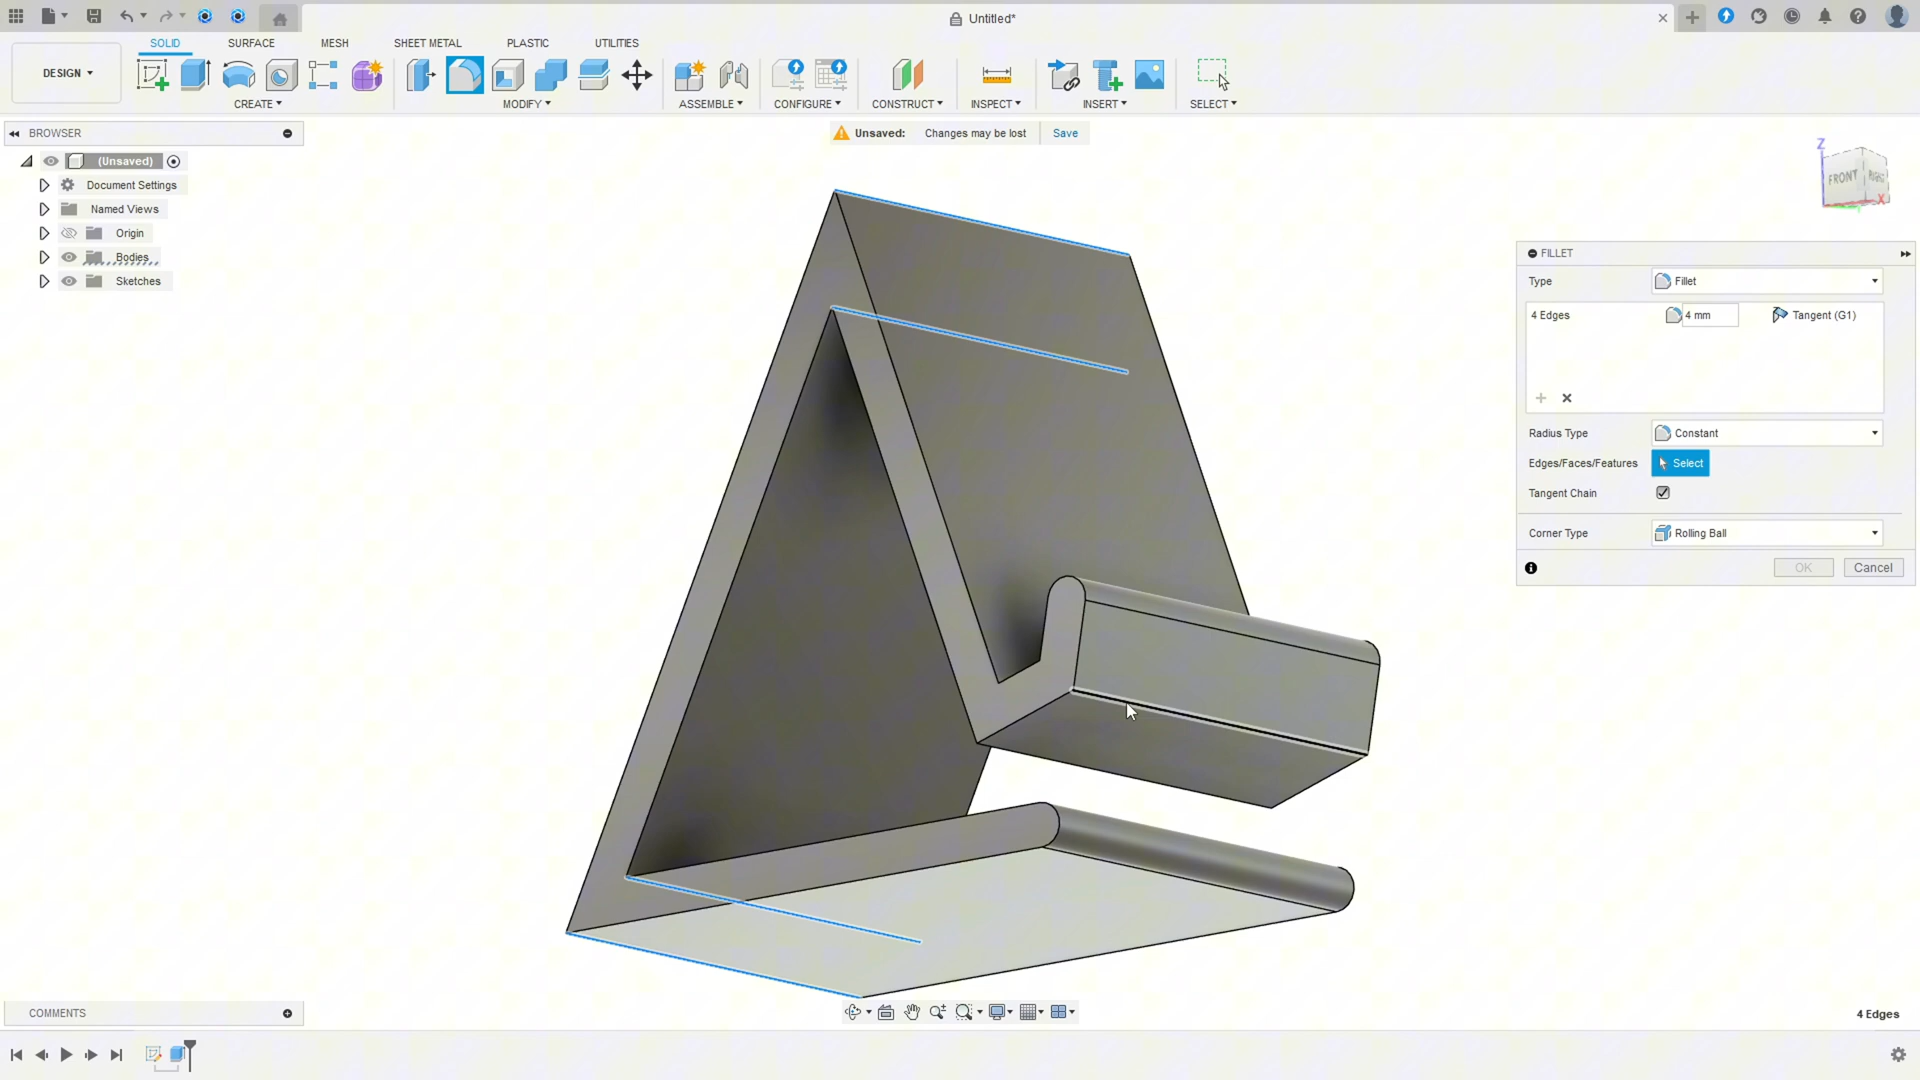 Untitled*
DESIGN
SOLID
SURFACE
MESH
SHEET METAL
PLASTIC
UTILITIES
CREATE
MODIFY
ASSEMBLE
CONFIGURE
CONSTRUCT
INSPECT
INSERT
SELECT
BROWSER
Unsaved: Changes may be lost Save
(Unsaved)
Document Settings
Named Views
Origin
Bodies
Sketches
Z
FRONT
RIGHT
X
FILLET
Type Fillet
4 Edges 4 mm Tangent (G1)
Radius Type Constant
Edges/Faces/Features Select
Tangent Chain
Corner Type Rolling Ball
OK Cancel
COMMENTS
4 Edges